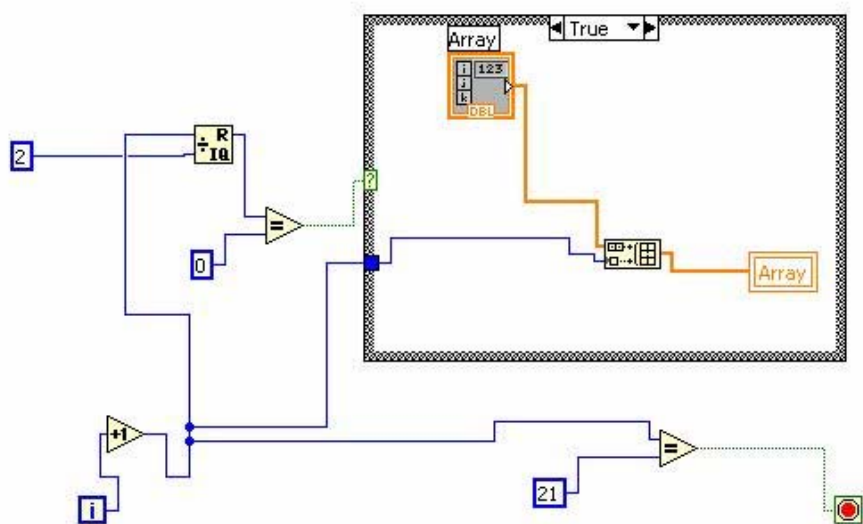 True
Array
i
123
j
k
DBL
R
IQ
2
?
=
0
Array
+1
=
21
i